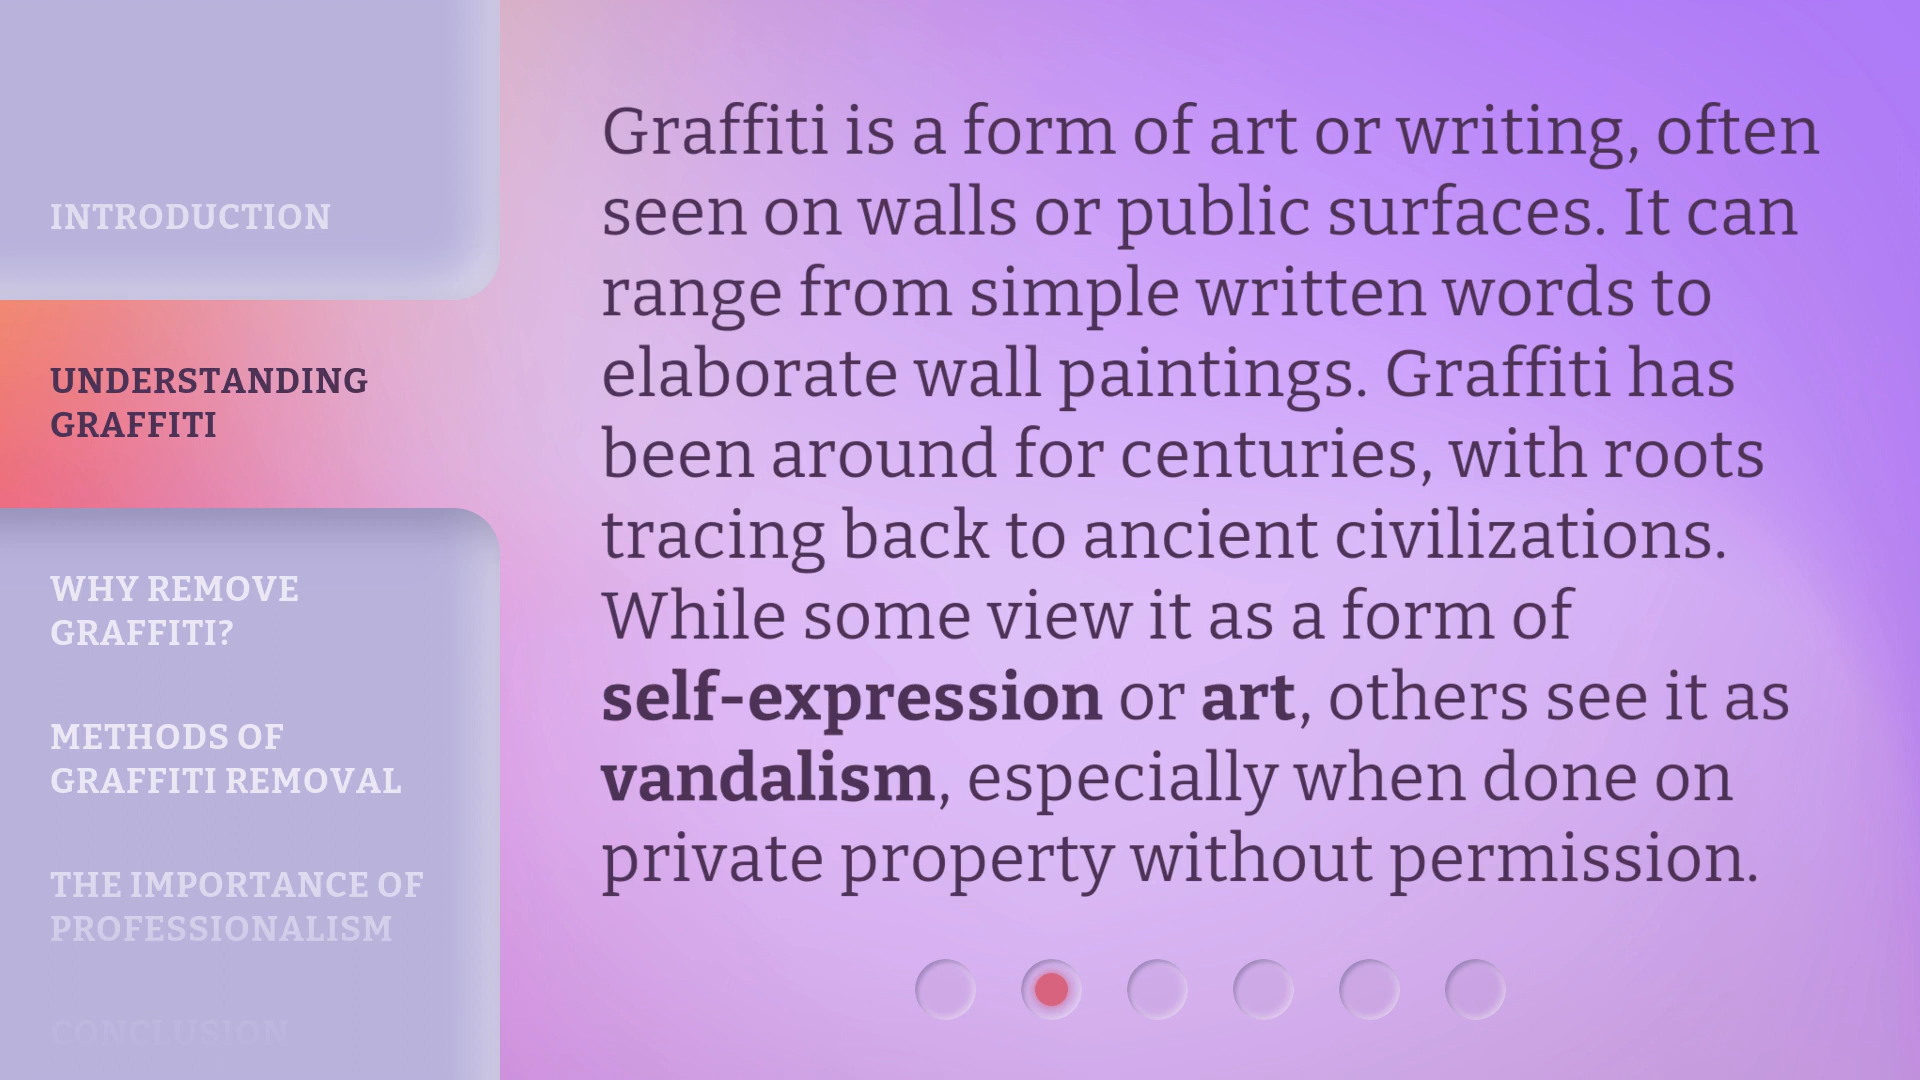 INTRODUCTION
UNDERSTANDING
GRAFFITI
WHY REMOVE
GRAFFITI?
METHODS OF
GRAFFITI REMOVAL
THE IMPORTANCE OF
PROFESSIONALISM
CONCLUSION
Graffiti is a form of art or writing, often
seen on walls or public surfaces. It can
range from simple written words to
elaborate wall paintings. Graffiti has
been around for centuries, with roots
tracing back to ancient civilizations.
While some view it as a form of
self-expression or art, others see it as
vandalism, especially when done on
private property without permission.